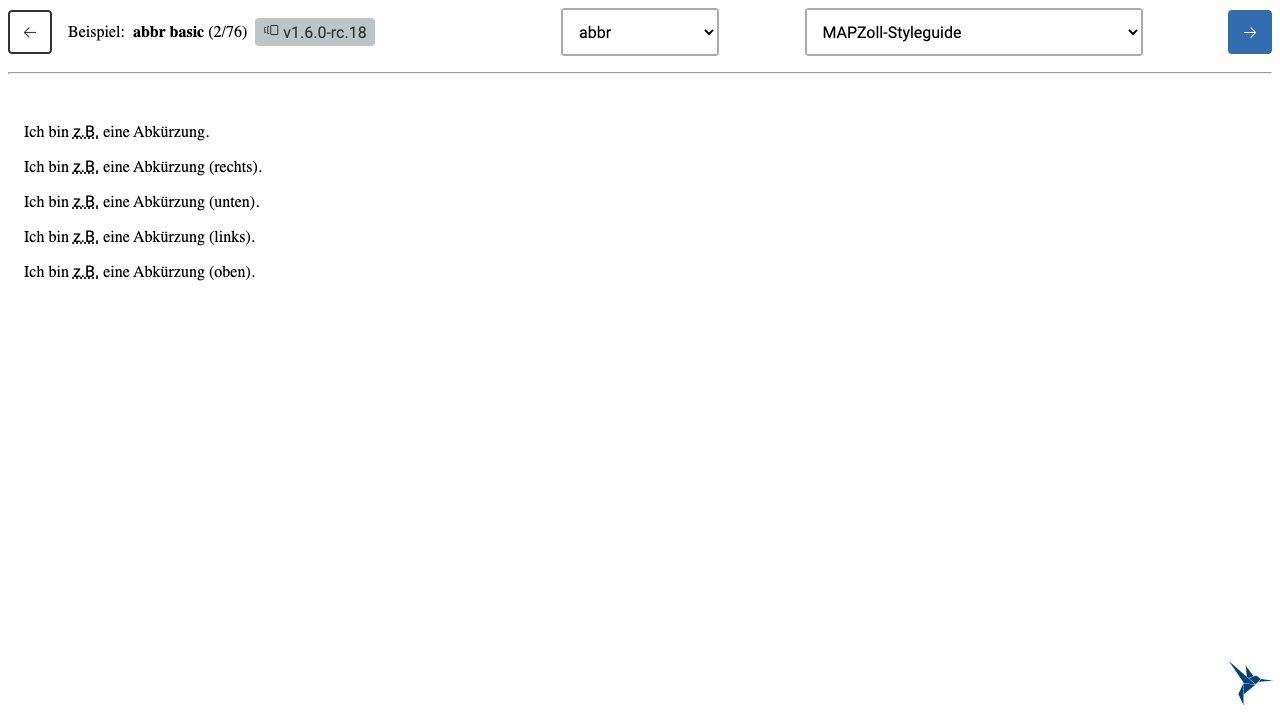 Beispiel: abbr basic (2/76) v1.6.0-rc.18 abbr MAPZoll-Styleguide
Ich bin z.B. eine Abkürzung.
Ich bin z.B. eine Abkürzung (rechts).
Ich bin z.B. eine Abkürzung (unten).
Ich bin z.B. eine Abkürzung (links).
Ich bin z.B. eine Abkürzung (oben).